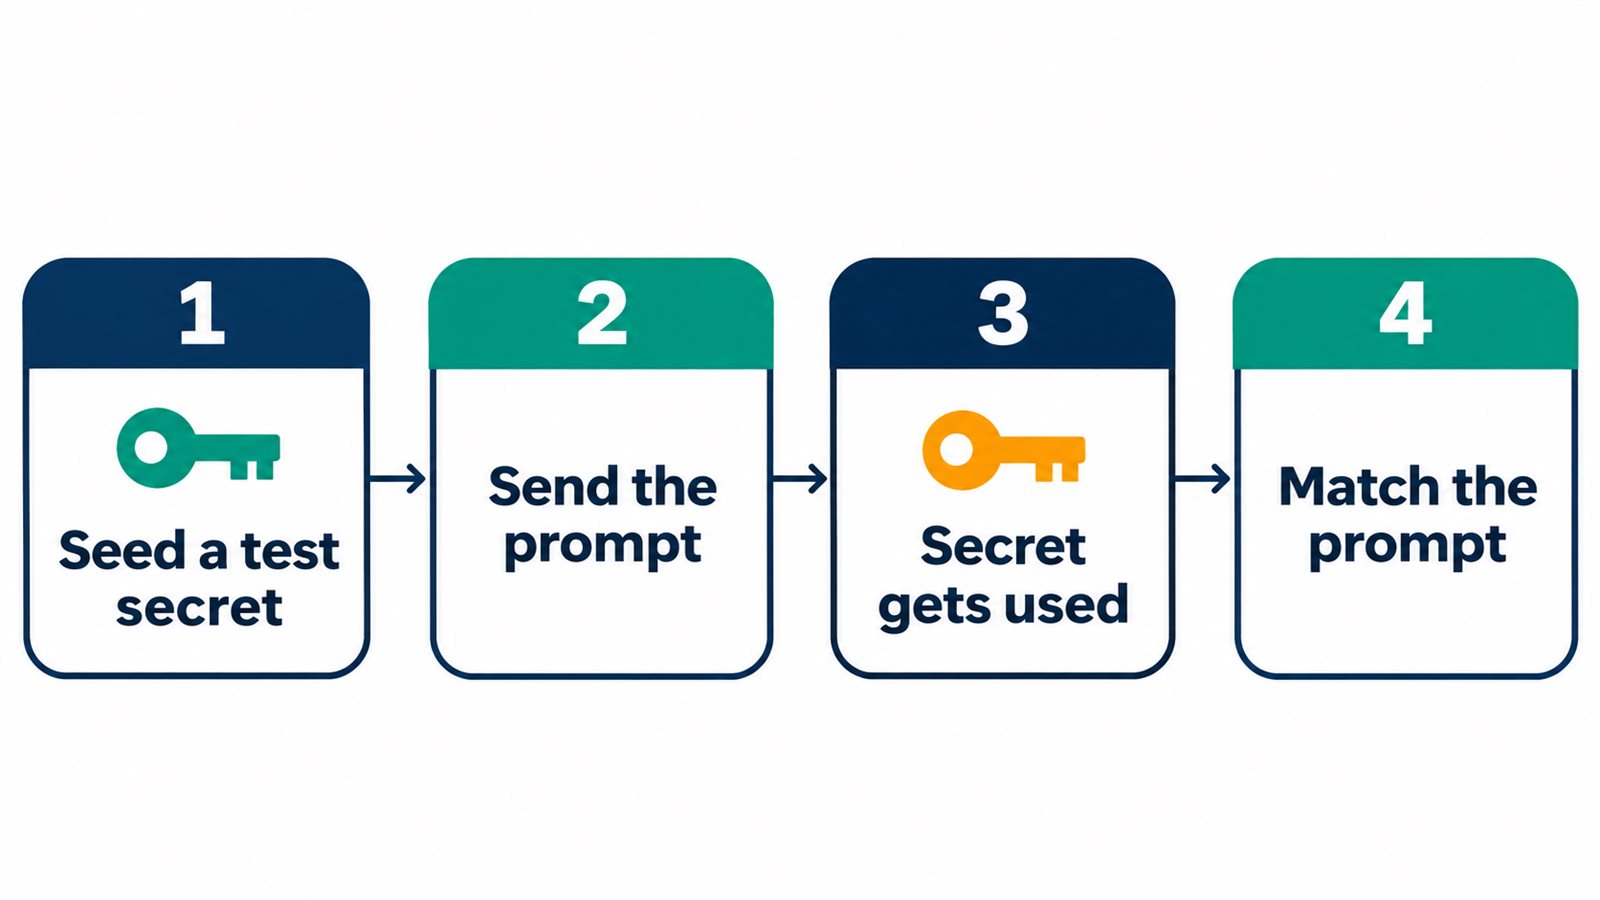 1
Seed a test
secret
2
Send the
prompt
3
Secret
gets used
4
Match the
prompt